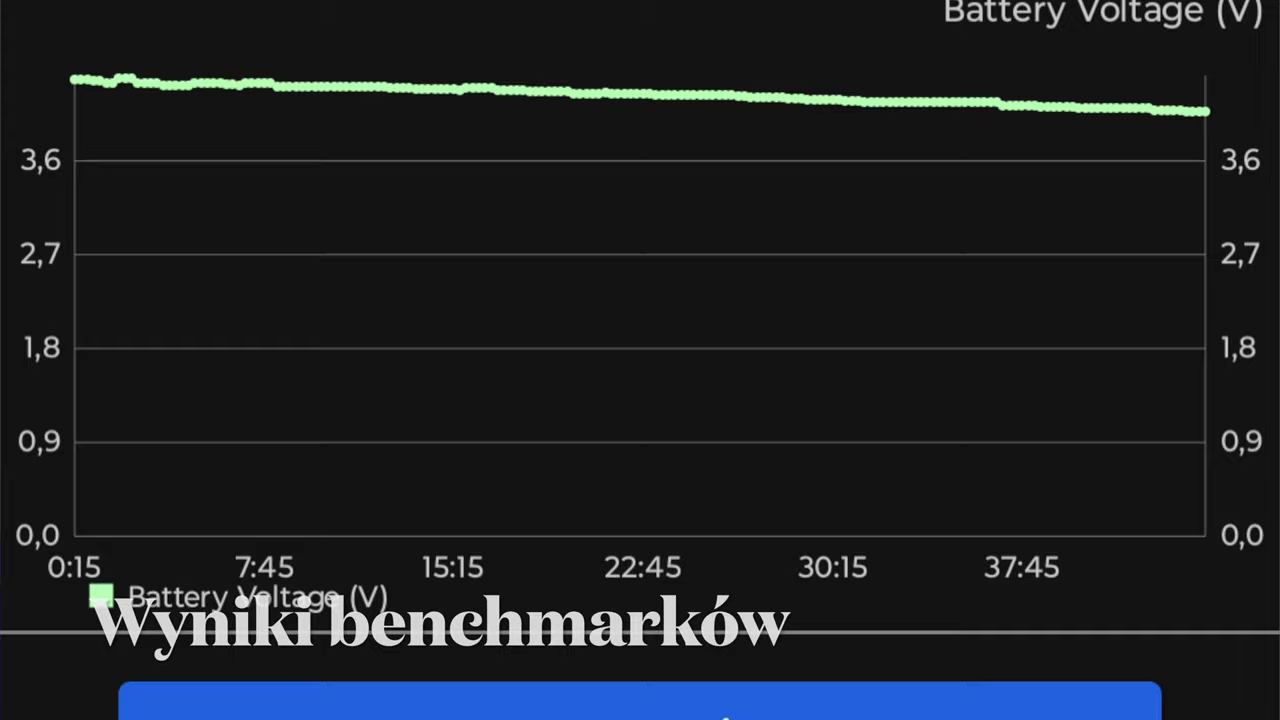 Battery Voltage (V)
3,6 3,6
2,7 2,7
1,8 1,8
0,9 0,9
0,0 0,0
0:15 7:45 15:15 22:45 30:15 37:45
Battery Voltage (V)
Wyniki benchmarków